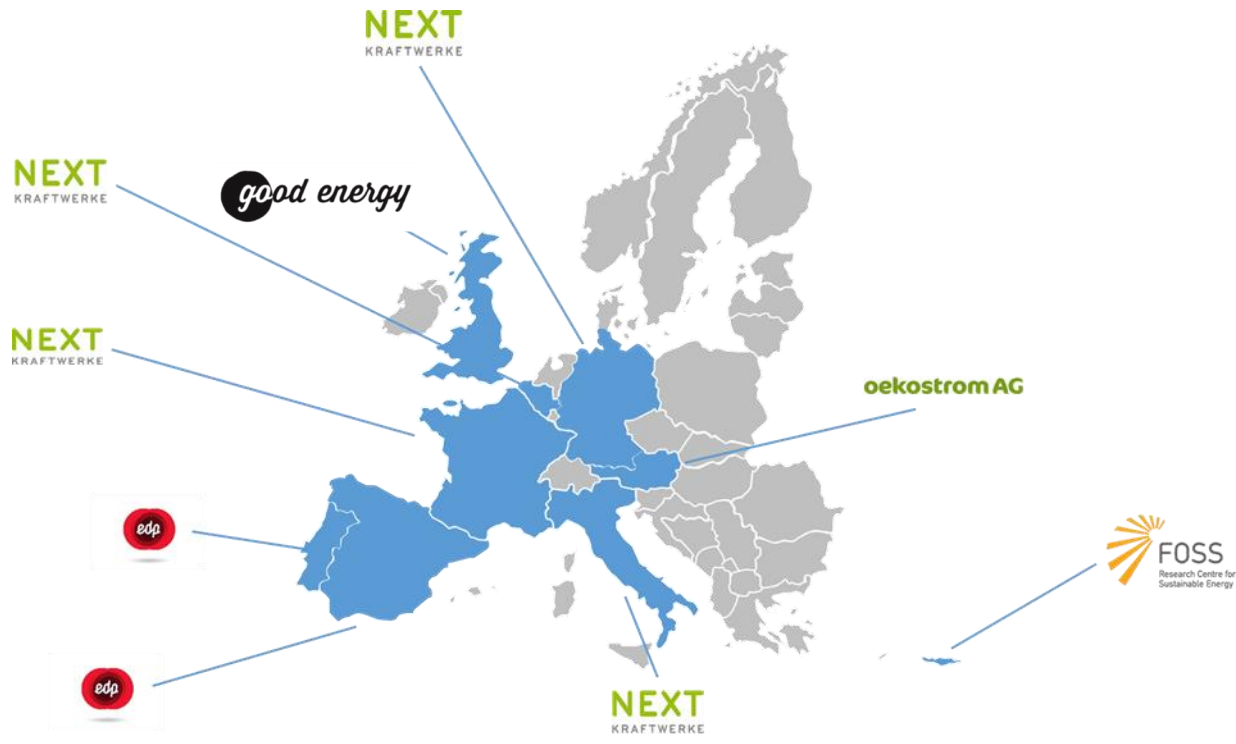 NEXT
KRAFTWERKE
NEXT
KRAFTWERKE
good energy
NEXT
KRAFTWERKE
oekostrom AG
edp
FOSS
Research Centre for
Sustainable Energy
edp
NEXT
KRAFTWERKE